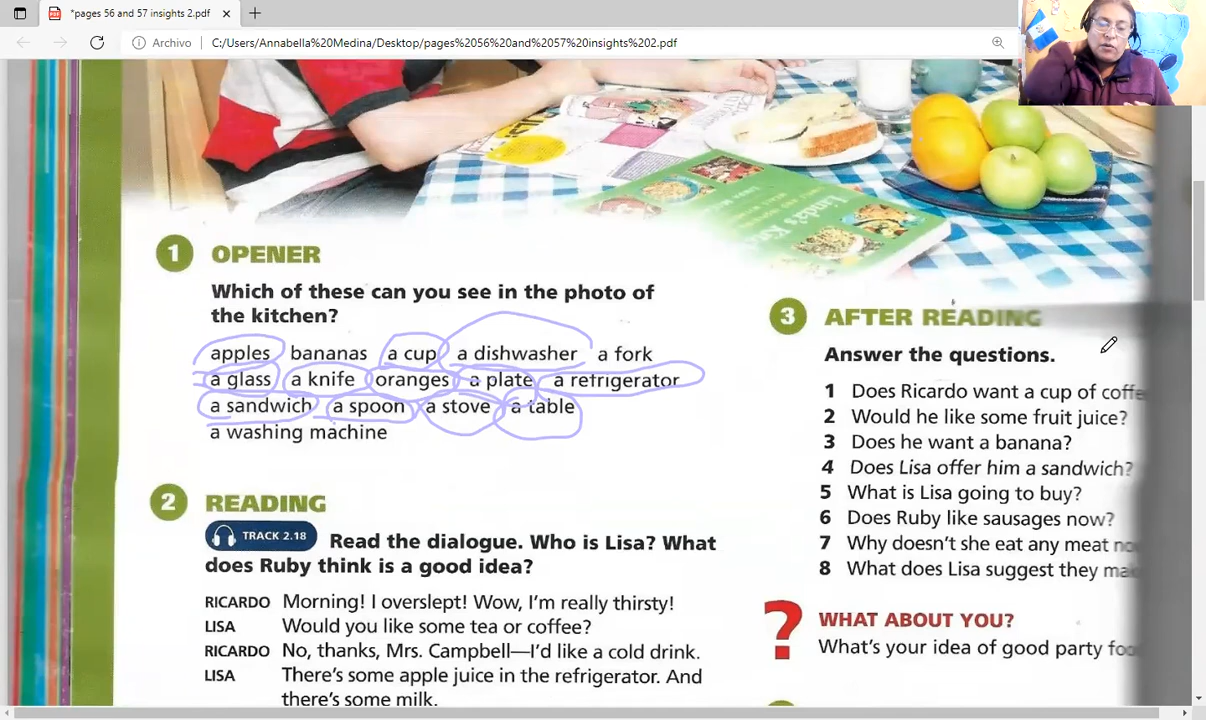 *pages 56 and 57 insights 2.pdf
Archivo C:/Users/Annabella%20Medina/Desktop/pages%2056%20and%2057%20insights%202.pdf
Linda's Kitchen
1 OPENER
Which of these can you see in the photo of
the kitchen?
apples bananas a cup a dishwasher a fork
a glass a knife oranges a plate a refrigerator
a sandwich a spoon a stove a table
a washing machine
2 READING
TRACK 2.18 Read the dialogue. Who is Lisa? What
does Ruby think is a good idea?
RICARDO Morning! I overslept! Wow, I'm really thirsty!
LISA Would you like some tea or coffee?
RICARDO No, thanks, Mrs. Campbell—I'd like a cold drink.
LISA There's some apple juice in the refrigerator. And
there's some milk.
3 AFTER READING
Answer the questions.
1 Does Ricardo want a cup of coffe
2 Would he like some fruit juice?
3 Does he want a banana?
4 Does Lisa offer him a sandwich?
5 What is Lisa going to buy?
6 Does Ruby like sausages now?
7 Why doesn't she eat any meat no
8 What does Lisa suggest they ma
? WHAT ABOUT YOU?
What's your idea of good party foo